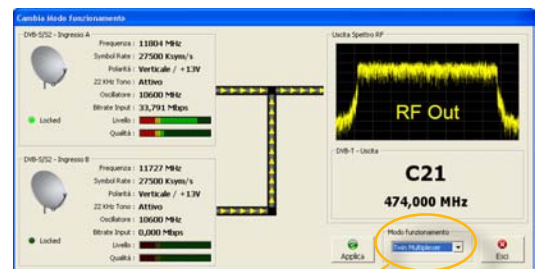 Cambia Modo funzionamento
DVB-S/S2 - Ingresso A
Frequenza : 11804 MHz
Symbol Rate : 27500 Ksym/s
Polarità : Verticale / +13V
22 KHz Tono : Attivo
Oscillatore : 10600 MHz
Bitrate Input : 33,791 Mbps
Locked
Livello :
Qualità :
DVB-S/S2 - Ingresso B
Frequenza : 11727 MHz
Symbol Rate : 27500 Ksym/s
Polarità : Verticale / +13V
22 KHz Tono : Attivo
Oscillatore : 10600 MHz
Bitrate Input : 0,000 Mbps
Locked
Livello :
Qualità :
Uscita Spettro RF
RF Out
DVB-T - Uscita
C21
474,000 MHz
Modo funzionamento
Applica
Twin Multiplexer
Esci